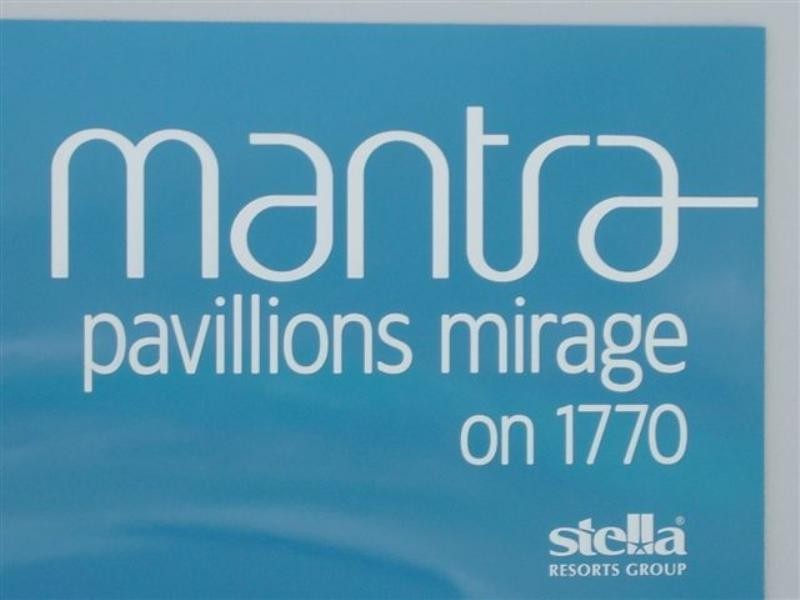 mantra
pavillions mirage
on 1770
stella®
RESORTS GROUP